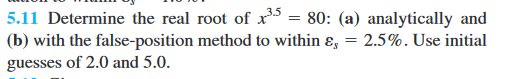 5.11 Determine the real root of x^3.5 = 80: (a) analytically and
(b) with the false-position method to within εs = 2.5%. Use initial
guesses of 2.0 and 5.0.